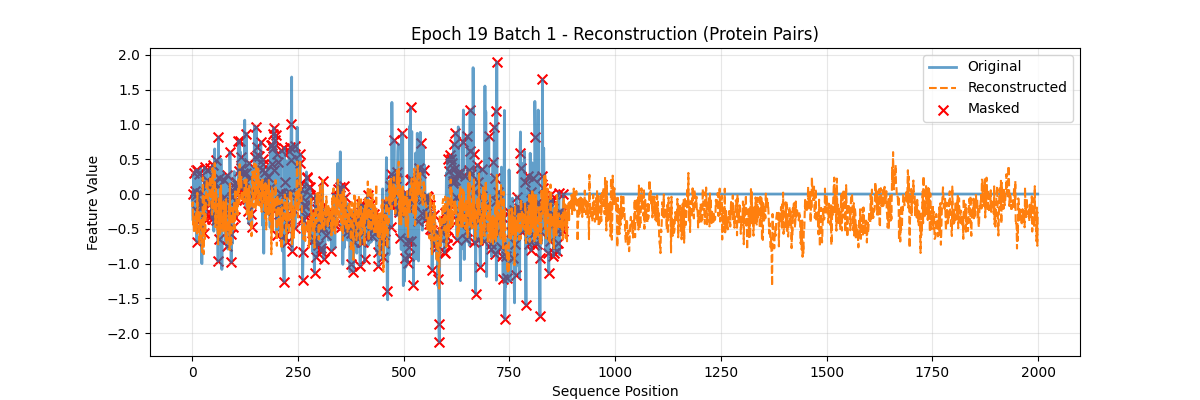 Epoch 19 Batch 1 - Reconstruction (Protein Pairs)
Original
Reconstructed
Masked
Feature Value
2.0
1.5
1.0
0.5
0.0
−0.5
−1.0
−1.5
−2.0
0 250 500 750 1000 1250 1500 1750 2000
Sequence Position